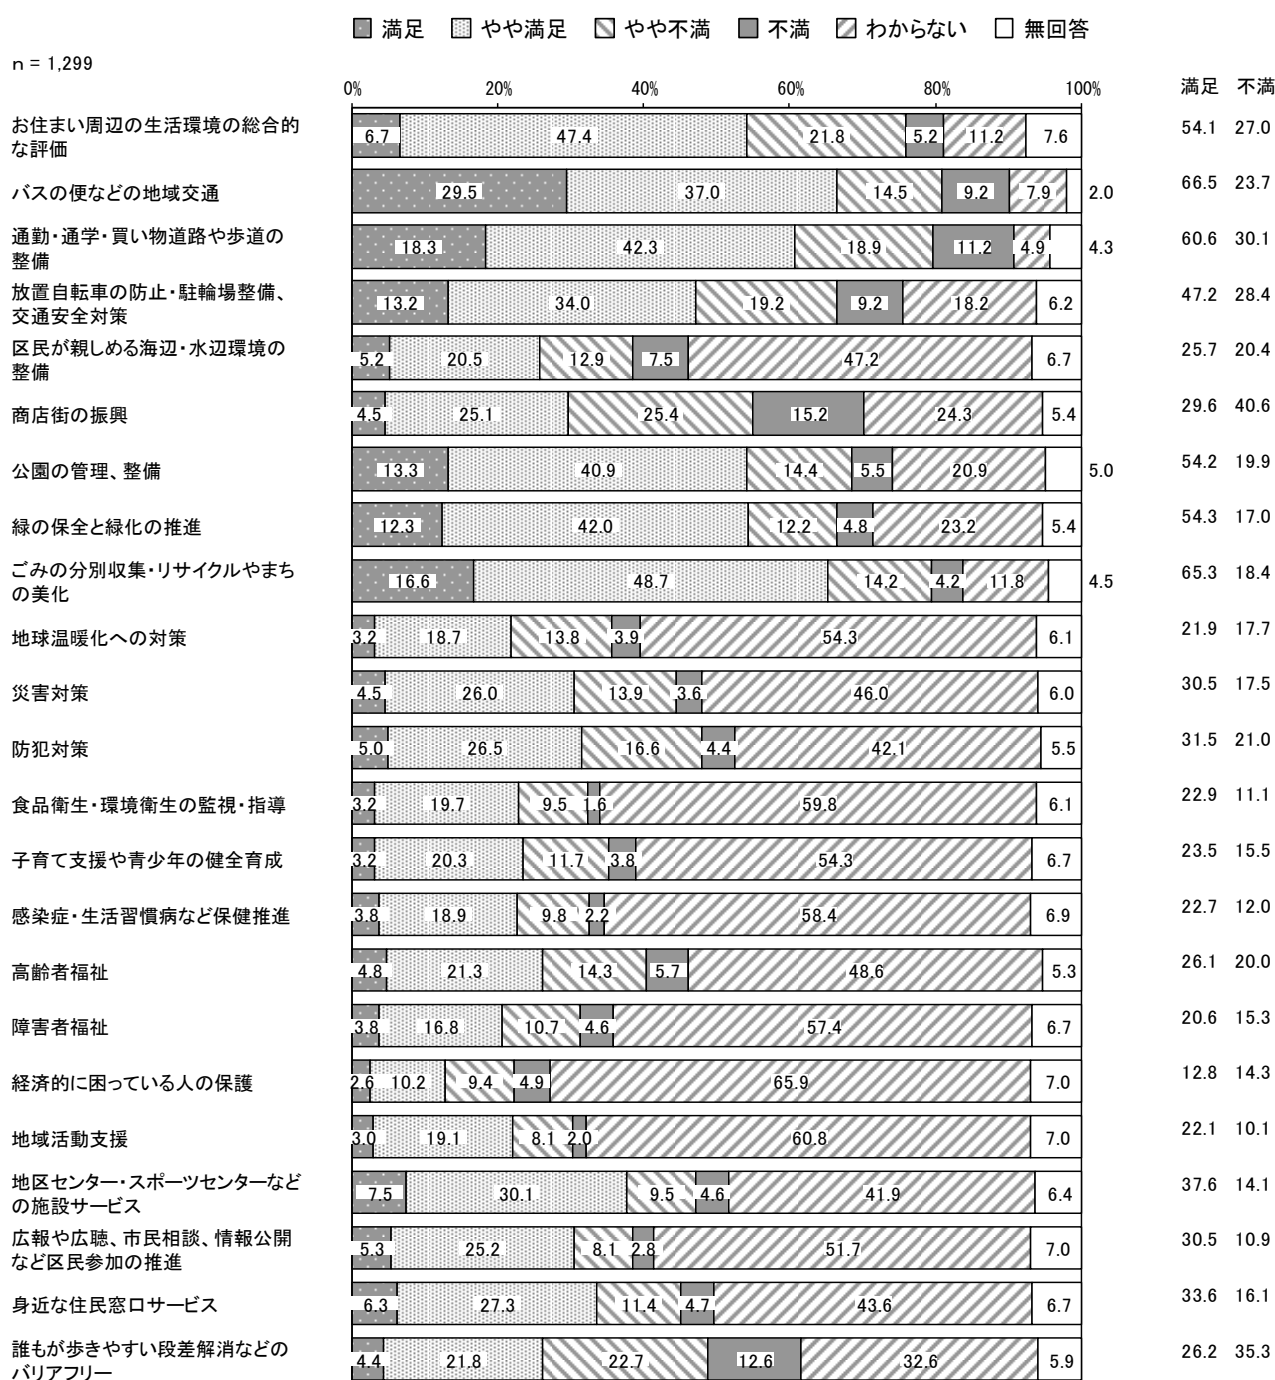 満足 やや満足 やや不満 不満 わからない 無回答
n = 1,299
0% 20% 40% 60% 80% 100% 満足 不満
お住まい周辺の生活環境の総合的
な評価
6.7 47.4 21.8 5.2 11.2 7.6 54.1 27.0
バスの便などの地域交通 29.5 37.0 14.5 9.2 7.9 2.0 66.5 23.7
通勤・通学・買い物道路や歩道の
整備
18.3 42.3 18.9 11.2 4.9 4.3 60.6 30.1
放置自転車の防止・駐輪場整備、
交通安全対策
13.2 34.0 19.2 9.2 18.2 6.2 47.2 28.4
区民が親しめる海辺・水辺環境の
整備
5.2 20.5 12.9 7.5 47.2 6.7 25.7 20.4
商店街の振興 4.5 25.1 25.4 15.2 24.3 5.4 29.6 40.6
公園の管理、整備 13.3 40.9 14.4 5.5 20.9 5.0 54.2 19.9
緑の保全と緑化の推進 12.3 42.0 12.2 4.8 23.2 5.4 54.3 17.0
ごみの分別収集・リサイクルやまち
の美化
16.6 48.7 14.2 4.2 11.8 4.5 65.3 18.4
地球温暖化への対策 3.2 18.7 13.8 3.9 54.3 6.1 21.9 17.7
災害対策 4.5 26.0 13.9 3.6 46.0 6.0 30.5 17.5
防犯対策 5.0 26.5 16.6 4.4 42.1 5.5 31.5 21.0
食品衛生・環境衛生の監視・指導 3.2 19.7 9.5 1.6 59.8 6.1 22.9 11.1
子育て支援や青少年の健全育成 3.2 20.3 11.7 3.8 54.3 6.7 23.5 15.5
感染症・生活習慣病など保健推進 3.8 18.9 9.8 2.2 58.4 6.9 22.7 12.0
高齢者福祉 4.8 21.3 14.3 5.7 48.6 5.3 26.1 20.0
障害者福祉 3.8 16.8 10.7 4.6 57.4 6.7 20.6 15.3
経済的に困っている人の保護 2.6 10.2 9.4 4.9 65.9 7.0 12.8 14.3
地域活動支援 3.0 19.1 8.1 2.0 60.8 7.0 22.1 10.1
地区センター・スポーツセンターなど
の施設サービス
7.5 30.1 9.5 4.6 41.9 6.4 37.6 14.1
広報や広聴、市民相談、情報公開
など区民参加の推進
5.3 25.2 8.1 2.8 51.7 7.0 30.5 10.9
身近な住民窓口サービス 6.3 27.3 11.4 4.7 43.6 6.7 33.6 16.1
誰もが歩きやすい段差解消などの
バリアフリー
4.4 21.8 22.7 12.6 32.6 5.9 26.2 35.3